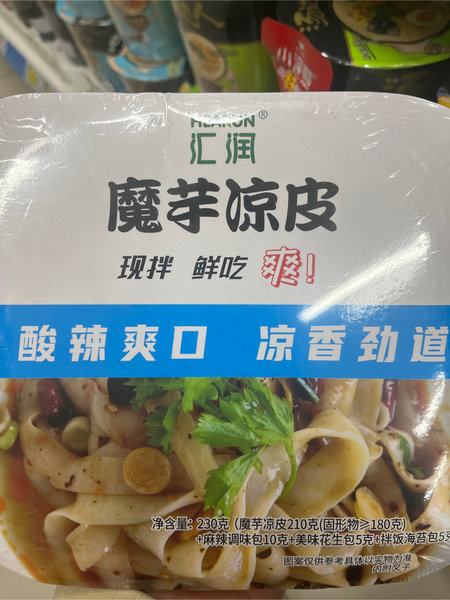 HEARUN®
汇润
魔芋凉皮
现拌 鲜吃 爽!
酸辣爽口 凉香劲道
净含量: 230克 (魔芋凉皮210克(固形物≥180克)
+麻辣调味包10克+美味花生包5克+拌饭海苔包5克
图案仅供参考具体以实物为准
内附叉子